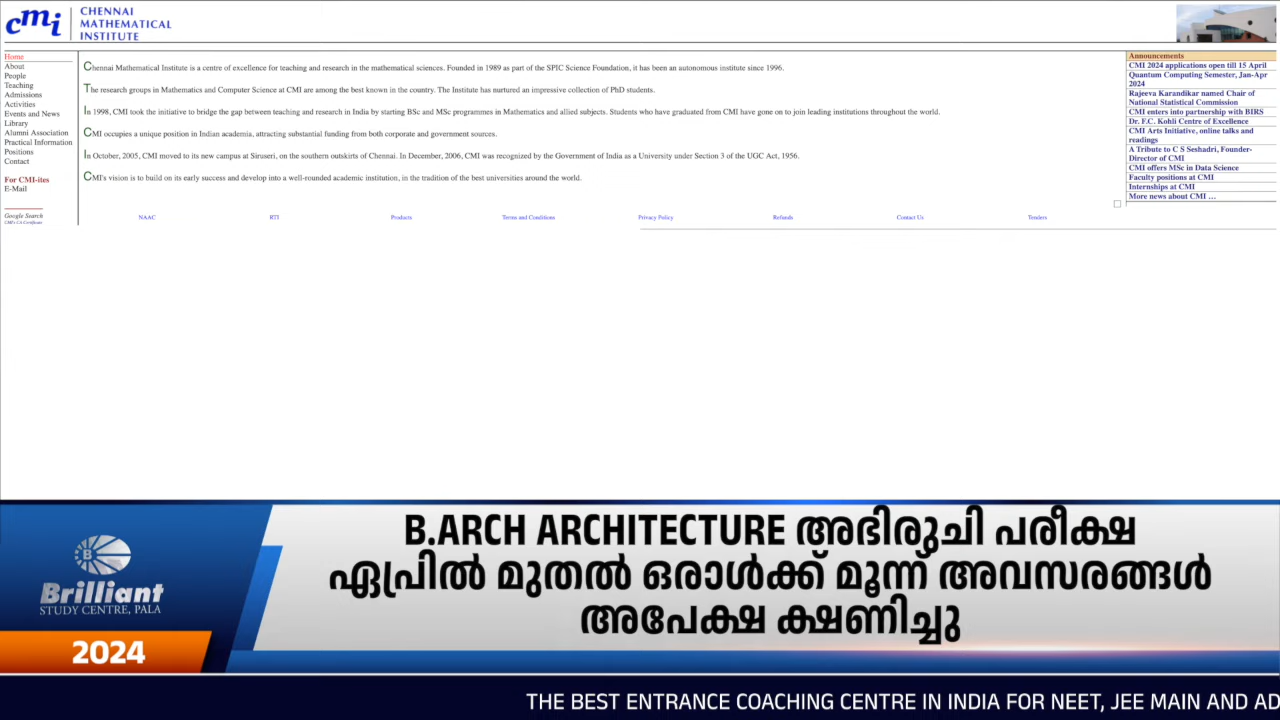 cmi
CHENNAI
MATHEMATICAL
INSTITUTE
Home
About
People
Teaching
Admissions
Activities
Events and News
Library
Alumni Association
Practical Information
Positions
Contact
For CMI-ites
E-Mail
Google Search
CMI CA Certificate
Chennai Mathematical Institute is a centre of excellence for teaching and research in the mathematical sciences. Founded in 1989 as part of the SPIC Science Foundation, it has been an autonomous institute since 1996.
The research groups in Mathematics and Computer Science at CMI are among the best known in the country. The Institute has nurtured an impressive collection of PhD students.
In 1998, CMI took the initiative to bridge the gap between teaching and research in India by starting BSc and MSc programmes in Mathematics and allied subjects. Students who have graduated from CMI have gone on to join leading institutions throughout the world.
CMI occupies a unique position in Indian academia, attracting substantial funding from both corporate and government sources.
In October, 2005, CMI moved to its new campus at Siruseri, on the southern outskirts of Chennai. In December, 2006, CMI was recognized by the Government of India as a University under Section 3 of the UGC Act, 1956.
CMI's vision is to build on its early success and develop into a well-rounded academic institution, in the tradition of the best universities around the world.
Announcements
CMI 2024 applications open till 15 April
Quantum Computing Semester, Jan-Apr
2024
Rajeeva Karandikar named Chair of
National Statistical Commission
CMI enters into partnership with BIRS
Dr. F.C. Kohli Centre of Excellence
CMI Arts Initiative, online talks and
readings
A Tribute to C S Seshadri, Founder-
Director of CMI
CMI offers MSc in Data Science
Faculty positions at CMI
Internships at CMI
More news about CMI …
NAAC RTI Products Terms and Conditions Privacy Policy Refunds Contact Us Tenders
B.ARCH ARCHITECTURE അഭിരുചി പരീക്ഷ
ഏപ്രിൽ മുതൽ ഒരാൾക്ക് മൂന്ന് അവസരങ്ങൾ
അപേക്ഷ ക്ഷണിച്ചു
B
Brilliant
STUDY CENTRE, PALA
2024
THE BEST ENTRANCE COACHING CENTRE IN INDIA FOR NEET, JEE MAIN AND AD